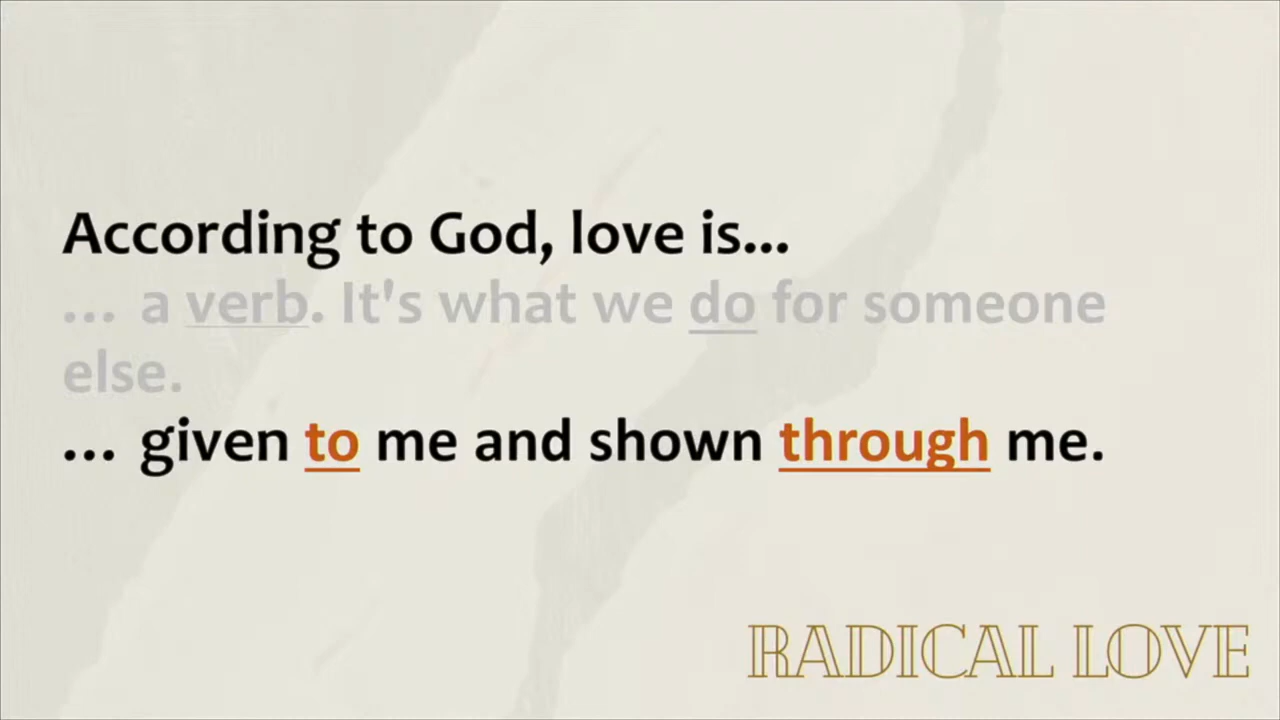 According to God, love is...
... a verb. It's what we do for someone
else.
... given to me and shown through me.
RADICAL LOVE